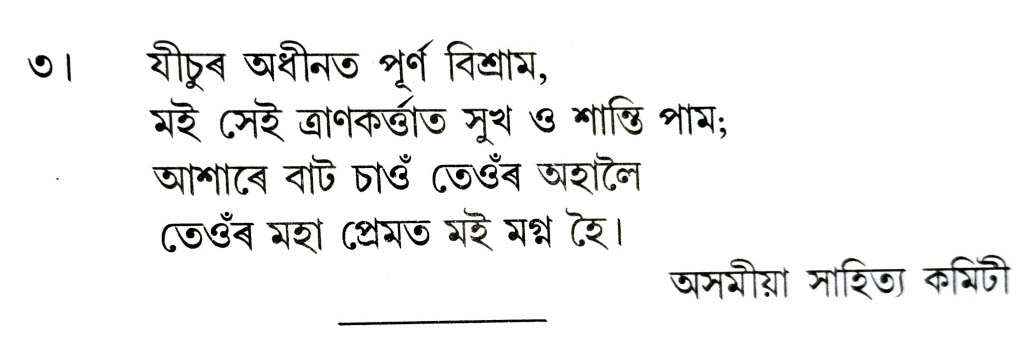 ৩। যীচুৰ অধীনত পূৰ্ণ বিশ্ৰাম,
মই সেই ত্ৰাণকৰ্ত্তাত সুখ ও শান্তি পাম;
আশাৰে বাট চাওঁ তেওঁৰ অহালৈ
তেওঁৰ মহা প্ৰেমত মই মগ্ন হৈ।
অসমীয়া সাহিত্য কমিটী